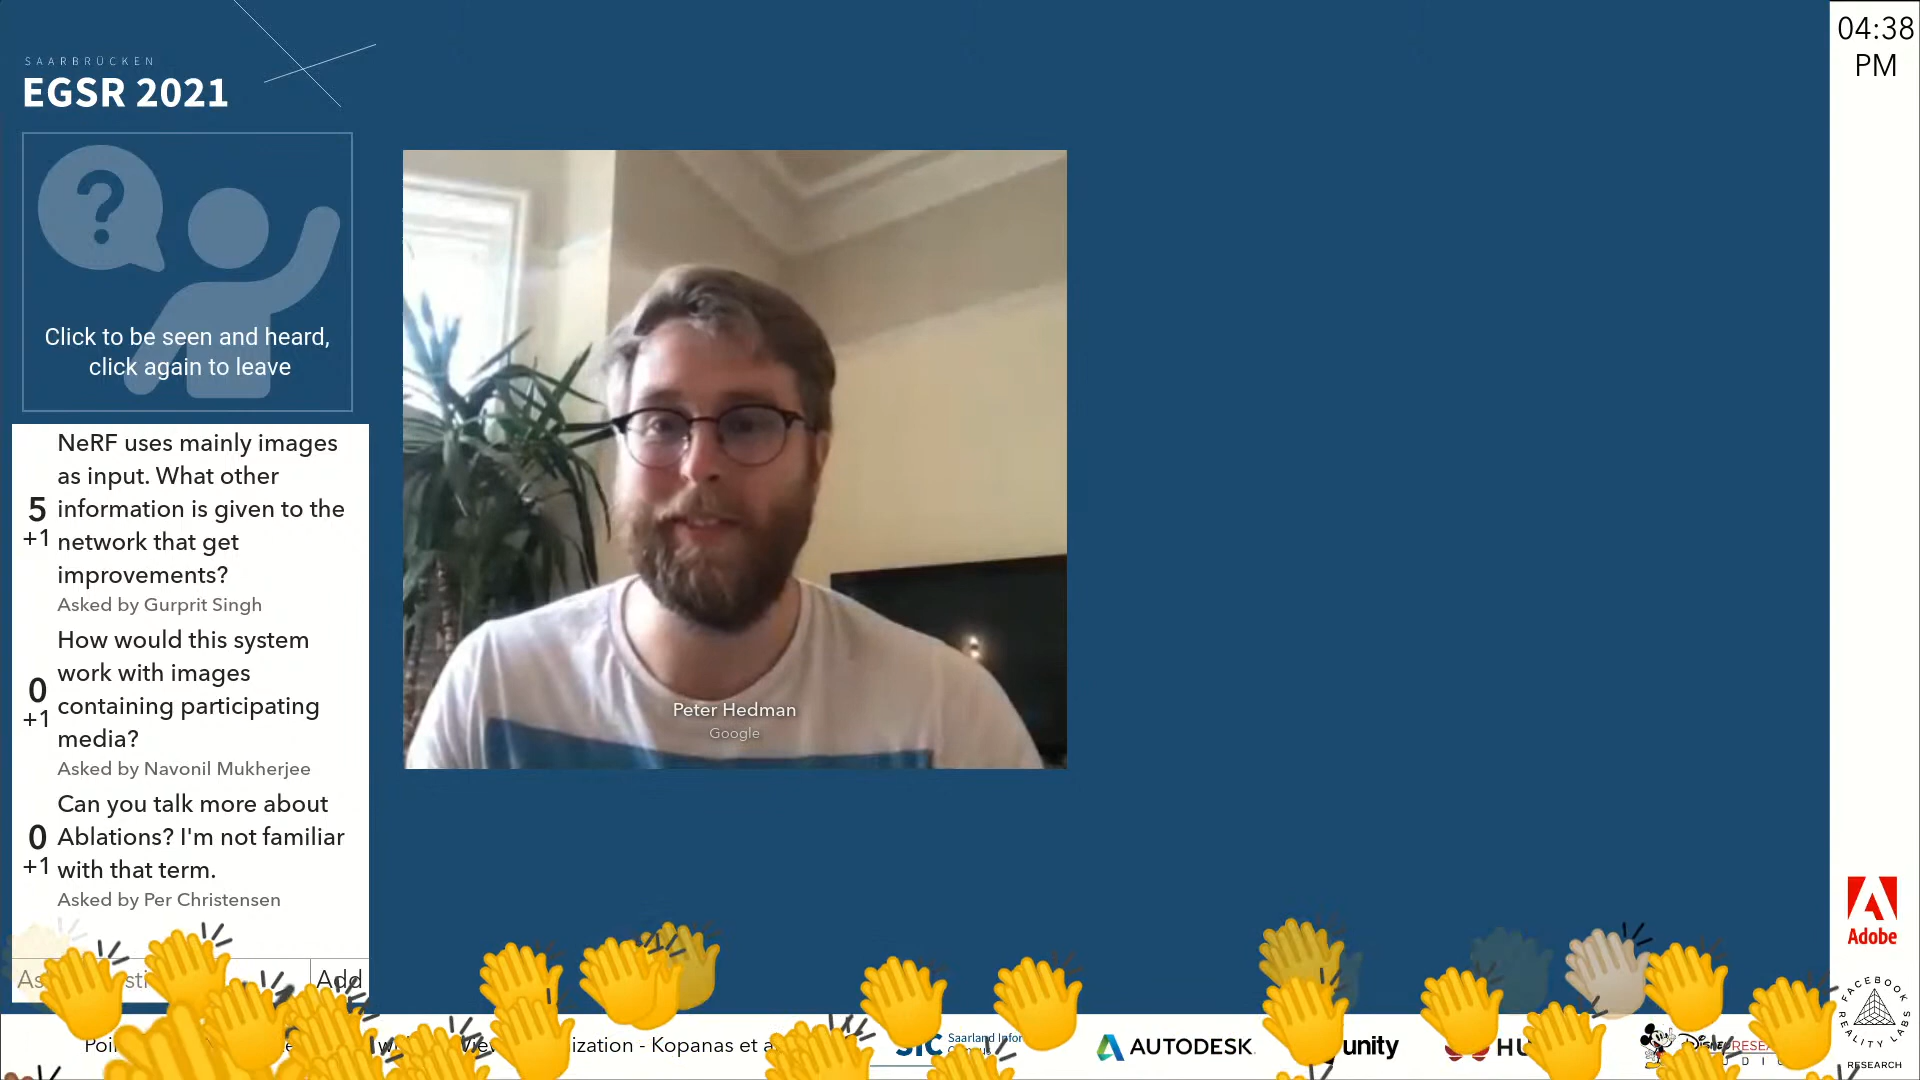 SAARBRÜCKEN
EGSR 2021
Click to be seen and heard,
click again to leave
NeRF uses mainly images
as input. What other
5 information is given to the
+1 network that get
improvements?
Asked by Gurprit Singh
How would this system
work with images
0 containing participating
+1 media?
Asked by Navonil Mukherjee
Can you talk more about
0 Ablations? I'm not familiar
+1 with that term.
Asked by Per Christensen
Add
Peter Hedman
Google
04:38
PM
Adobe
FACEBOOK
REALITY LABS
RESEARCH
- Kopanas et a
SIC Saarland
AUTODESK
unity